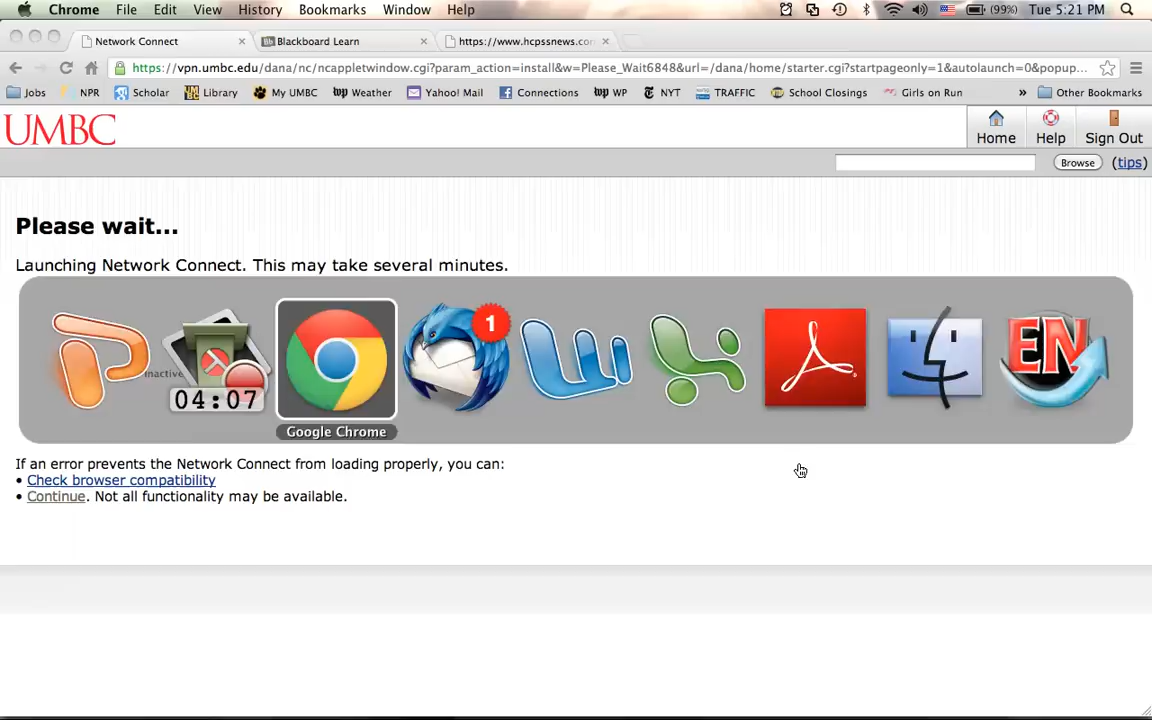 Chrome File Edit View History Bookmarks Window Help (99%) Tue 5:21 PM
Network Connect Bb Blackboard Learn https://www.hcpssnews.con
https://vpn.umbc.edu/dana/nc/ncappletwindow.cgi?param_action=install&w=Please_Wait6848&url=/dana/home/starter.cgi?startpageonly=1&autolaunch=0&popup...
Jobs NPR Scholar Library My UMBC wp Weather Yahoo! Mail Connections wp WP NYT TRAFFIC School Closings Girls on Run » Other Bookmarks
UMBC
Home Help Sign Out
Browse (tips)
Please wait...
Launching Network Connect. This may take several minutes.
1
EN
inactive
04:07
Google Chrome
If an error prevents the Network Connect from loading properly, you can:
• Check browser compatibility
• Continue. Not all functionality may be available.